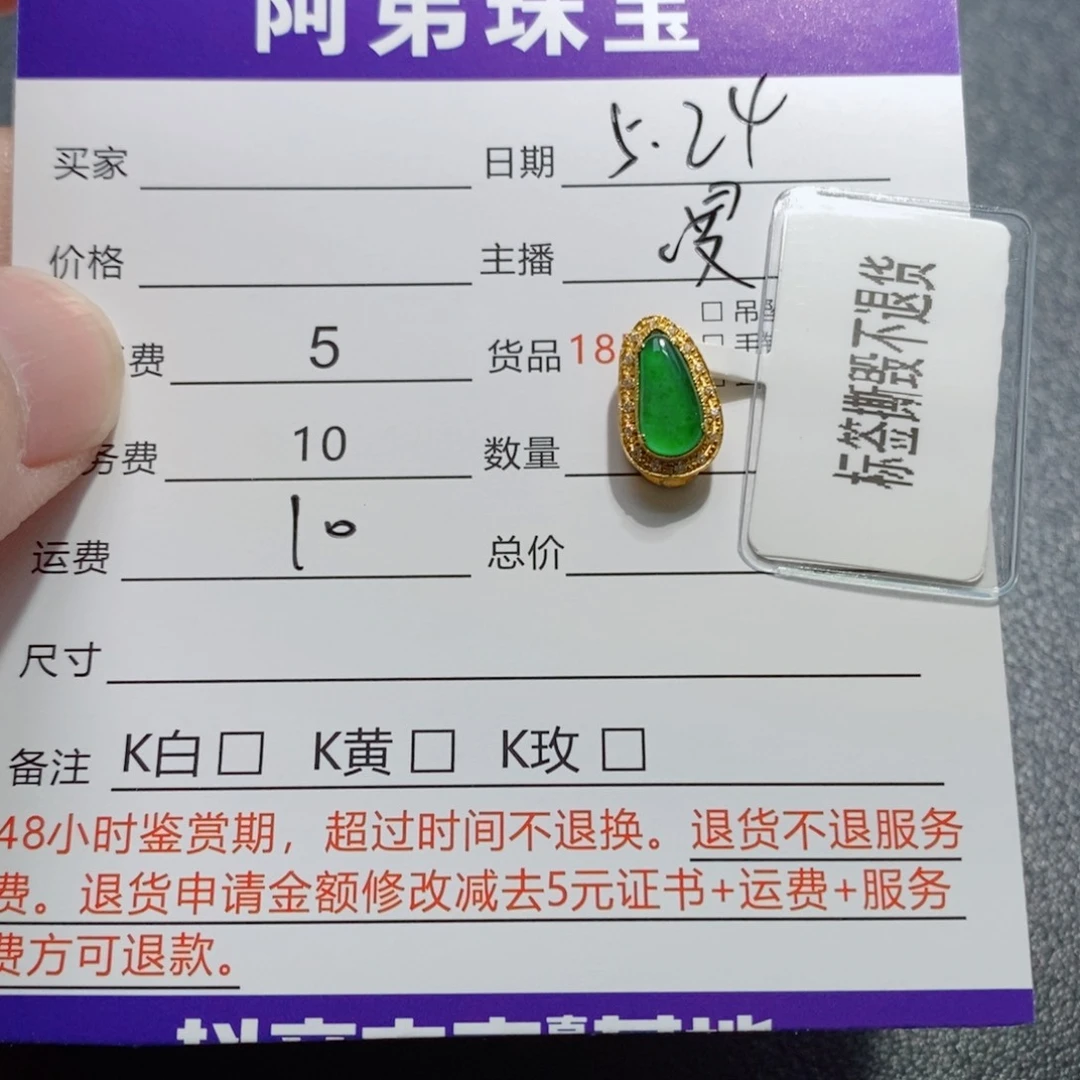 阿弟珠宝
买家 日期 5.24
价格 主播
费 5 货品 18
务费 10 数量
运费 10 总价
尺寸
备注 K白□ K黄□ K玫□
48小时鉴赏期，超过时间不退换。退货不退服务
费。退货申请金额修改减去5元证书+运费+服务
费方可退款。
标签撕毁不退货